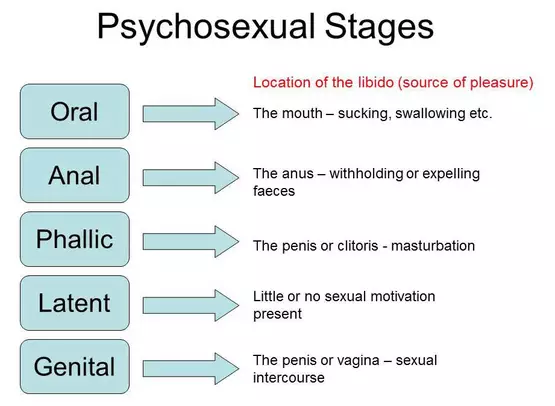 Psychosexual Stages
Location of the libido (source of pleasure)
Oral
The mouth – sucking, swallowing etc.
Anal
The anus – withholding or expelling
faeces
Phallic
The penis or clitoris - masturbation
Latent
Little or no sexual motivation
present
Genital
The penis or vagina – sexual
intercourse